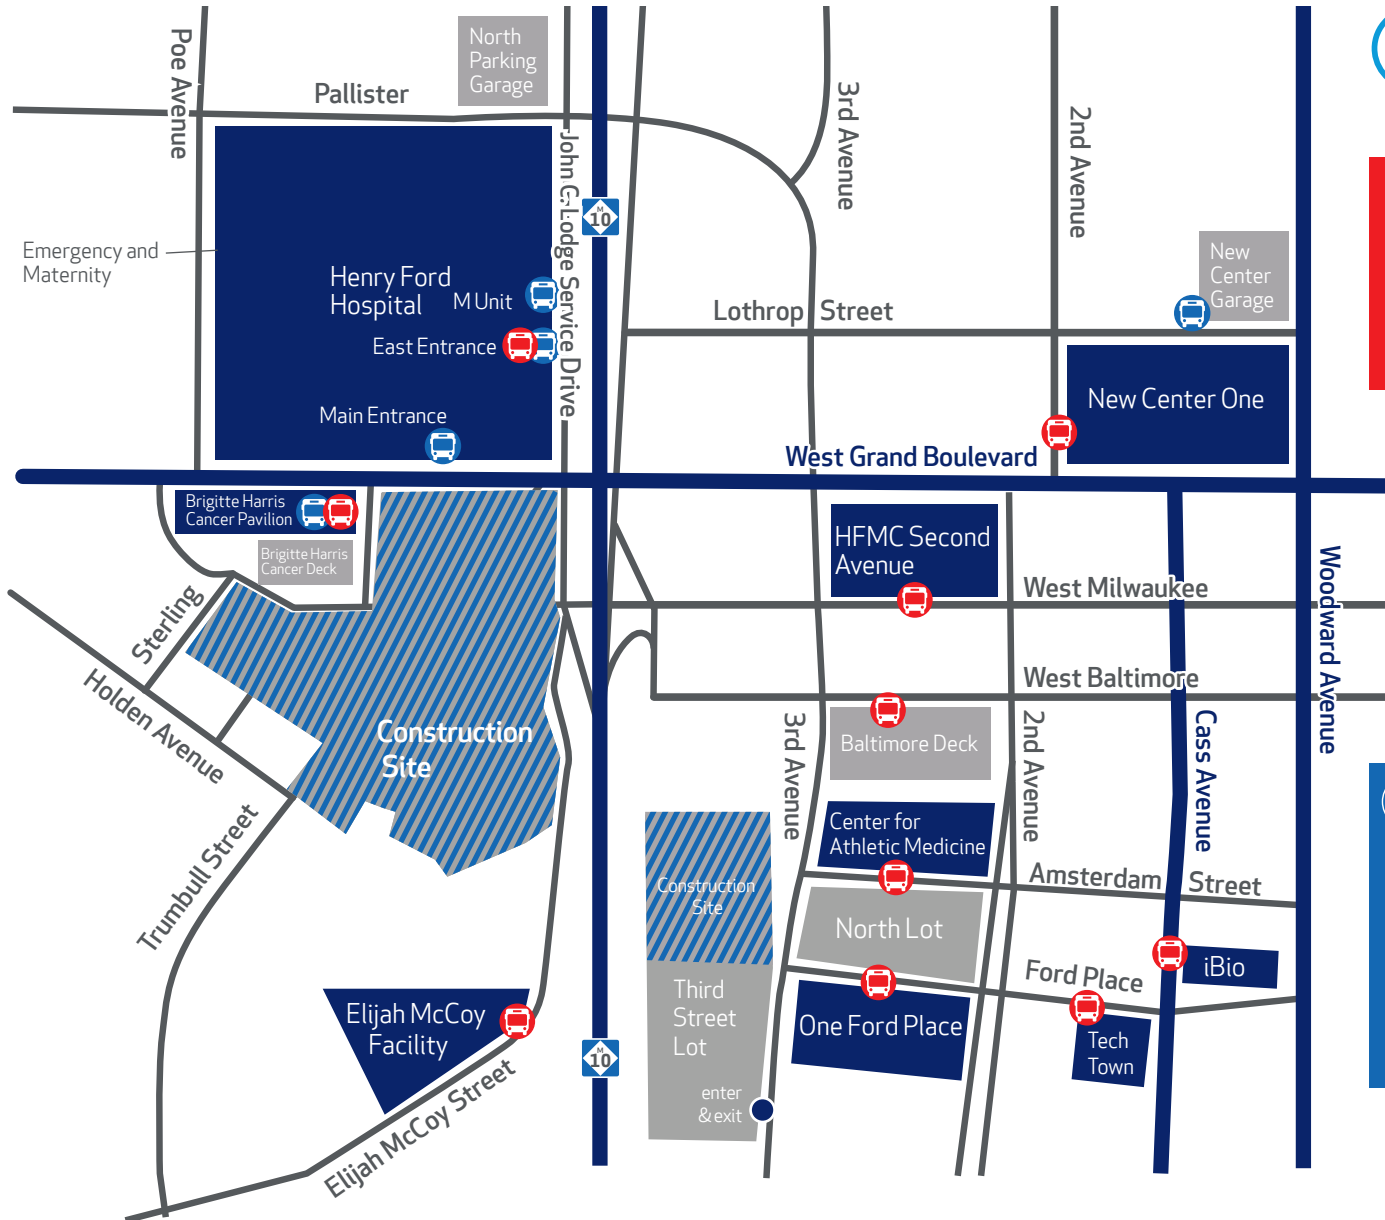 North
Parking
Garage
Poe Avenue
Pallister
3rd Avenue
2nd Avenue
John C. Lodge Service Drive
M
10
Emergency and
Maternity
Henry Ford
Hospital
M Unit
East Entrance
Main Entrance
New
Center
Garage
Lothrop Street
New Center One
West Grand Boulevard
Brigitte Harris
Cancer Pavilion
Brigitte Harris
Cancer Deck
HFMC Second
Avenue
West Milwaukee
Woodward Avenue
Sterling
Holden Avenue
West Baltimore
Construction
Site
3rd Avenue
Baltimore Deck
2nd Avenue
Cass Avenue
Trumbull Street
Center for
Athletic Medicine
Construction
Site
Amsterdam Street
North Lot
Ford Place
iBio
Third
Street
Lot
Elijah McCoy
Facility
One Ford Place
Tech
Town
M
10
enter
& exit
Elijah McCoy Street